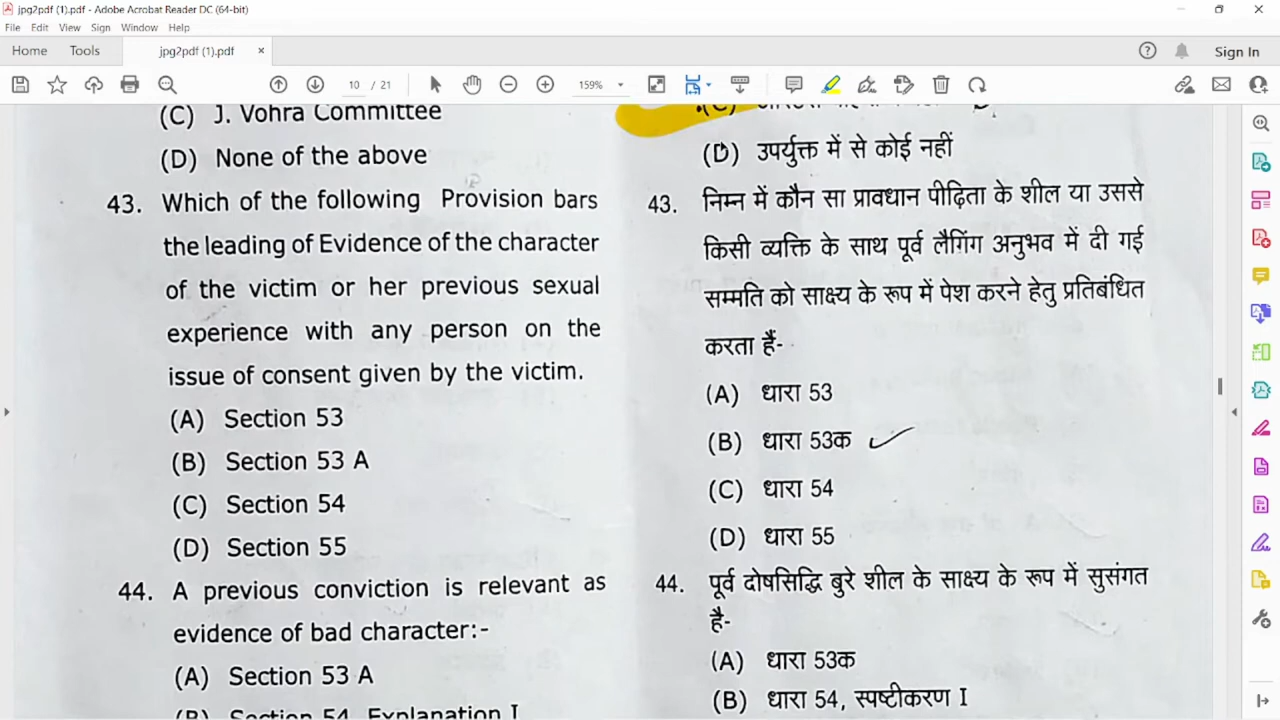 jpg2pdf (1).pdf - Adobe Acrobat Reader DC (64-bit)
File Edit View Sign Window Help
Home Tools jpg2pdf (1).pdf × Sign In
10 / 21 159%
(C) J. Vohra Committee
(D) None of the above
43. Which of the following Provision bars
the leading of Evidence of the character
of the victim or her previous sexual
experience with any person on the
issue of consent given by the victim.
(A) Section 53
(B) Section 53 A
(C) Section 54
(D) Section 55
44. A previous conviction is relevant as
evidence of bad character:-
(A) Section 53 A
(B) Section 54, Explanation I
(C)
(D) उपर्युक्त में से कोई नहीं
43. निम्न में कौन सा प्रावधान पीढ़िता के शील या उससे
किसी व्यक्ति के साथ पूर्व लैगिंग अनुभव में दी गई
सम्मति को साक्ष्य के रूप में पेश करने हेतु प्रतिबंधित
करता हैं-
(A) धारा 53
(B) धारा 53क
(C) धारा 54
(D) धारा 55
44. पूर्व दोषसिद्धि बुरे शील के साक्ष्य के रूप में सुसंगत
है-
(A) धारा 53क
(B) धारा 54, स्पष्टीकरण I